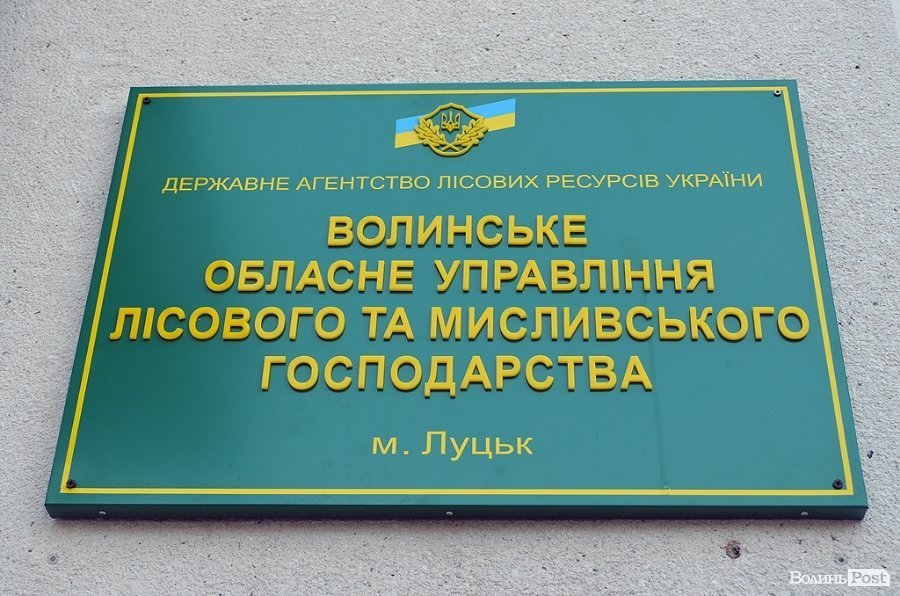 ДЕРЖАВНЕ АГЕНТСТВО ЛІСОВИХ РЕСУРСІВ УКРАЇНИ
ВОЛИНСЬКЕ
ОБЛАСНЕ УПРАВЛІННЯ
ЛІСОВОГО ТА МИСЛИВСЬКОГО
ГОСПОДАРСТВА
м. Луцьк
ВолиньPost